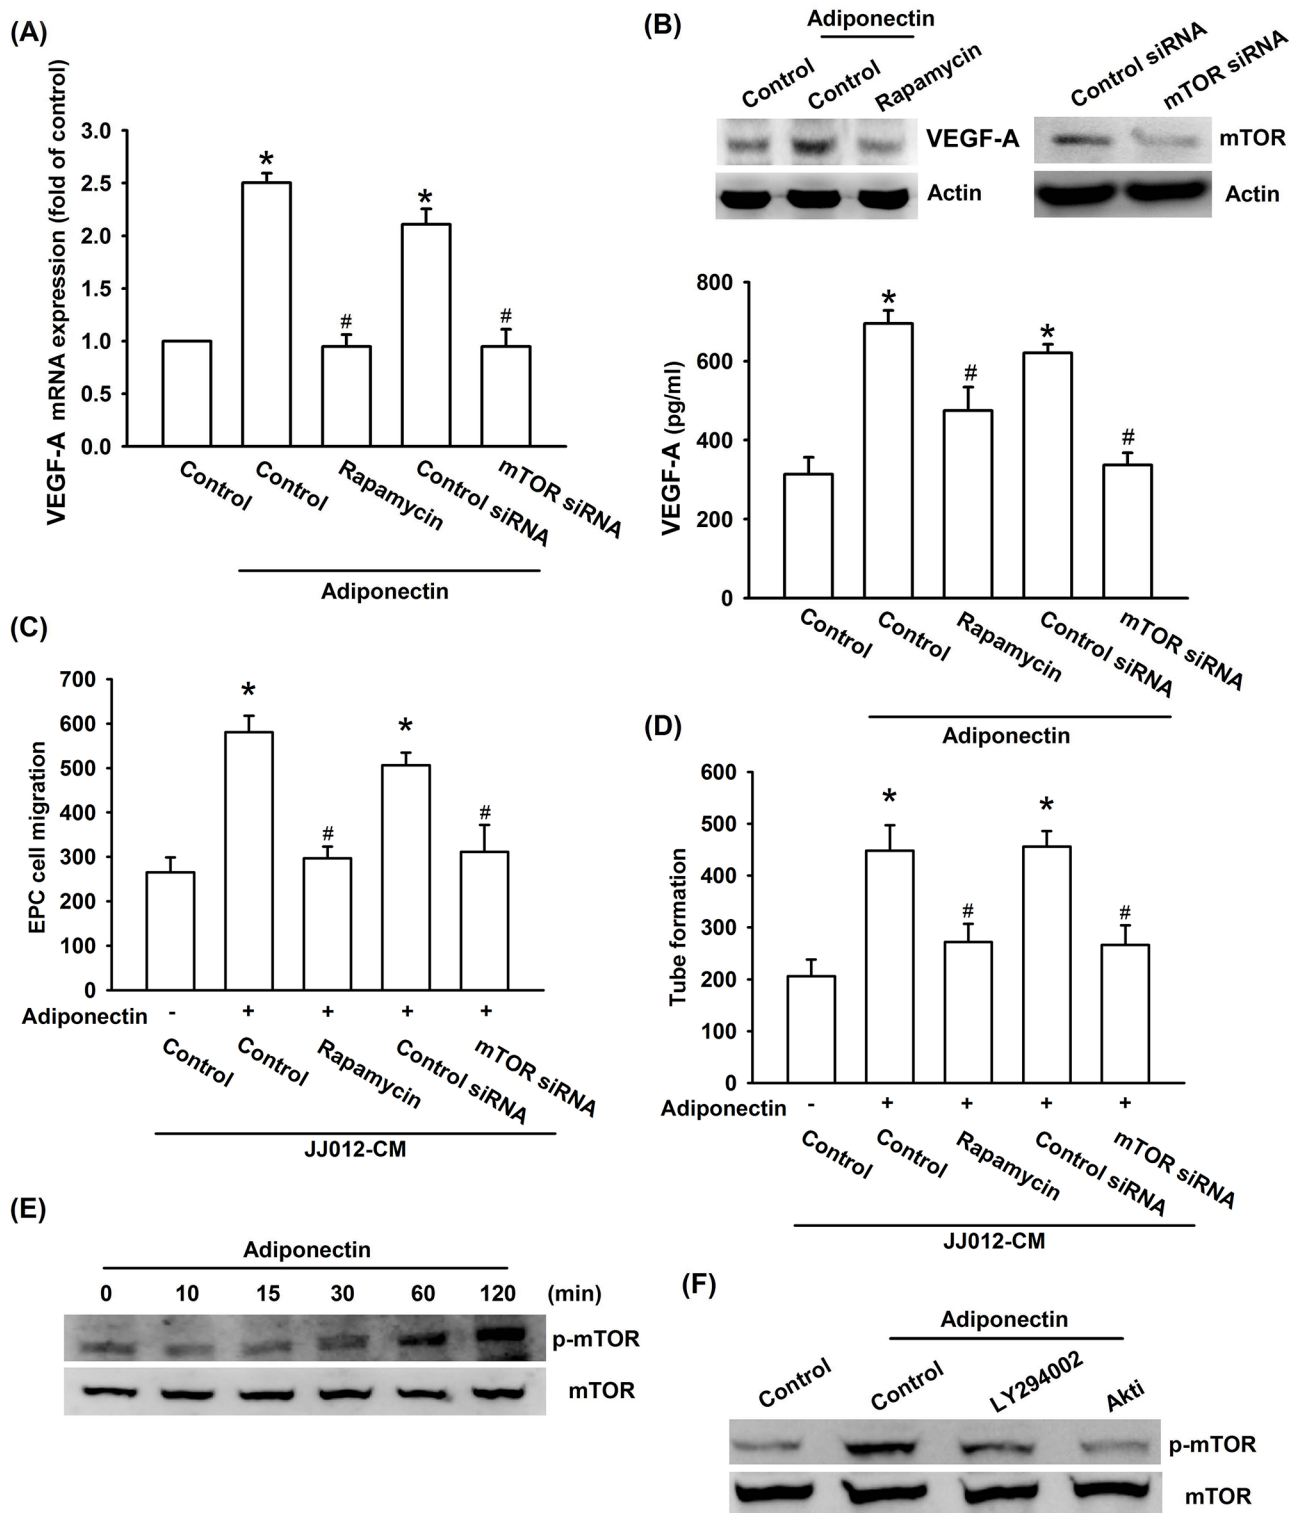 (A)
VEGF-A mRNA expression (fold of control)
3.0
2.5
2.0
1.5
1.0
0.5
0.0
*
#
*
#
Control
Control
Rapamycin
Control siRNA
mTOR siRNA
Adiponectin
(B)
Adiponectin
Control
Control
Rapamycin
VEGF-A
Actin
Control siRNA
mTOR siRNA
mTOR
Actin
VEGF-A (pg/ml)
800
600
400
200
0
*
#
*
#
Control
Control
Rapamycin
Control siRNA
mTOR siRNA
Adiponectin
(C)
EPC cell migration
700
600
500
400
300
200
100
0
*
#
*
#
Adiponectin - + + + +
Control
Control
Rapamycin
Control siRNA
mTOR siRNA
JJ012-CM
(D)
Tube formation
600
500
400
300
200
100
0
*
#
*
#
Adiponectin - + + + +
Control
Control
Rapamycin
Control siRNA
mTOR siRNA
JJ012-CM
(E)
Adiponectin
0 10 15 30 60 120 (min)
p-mTOR
mTOR
(F)
Adiponectin
Control
Control
LY294002
Akti
p-mTOR
mTOR